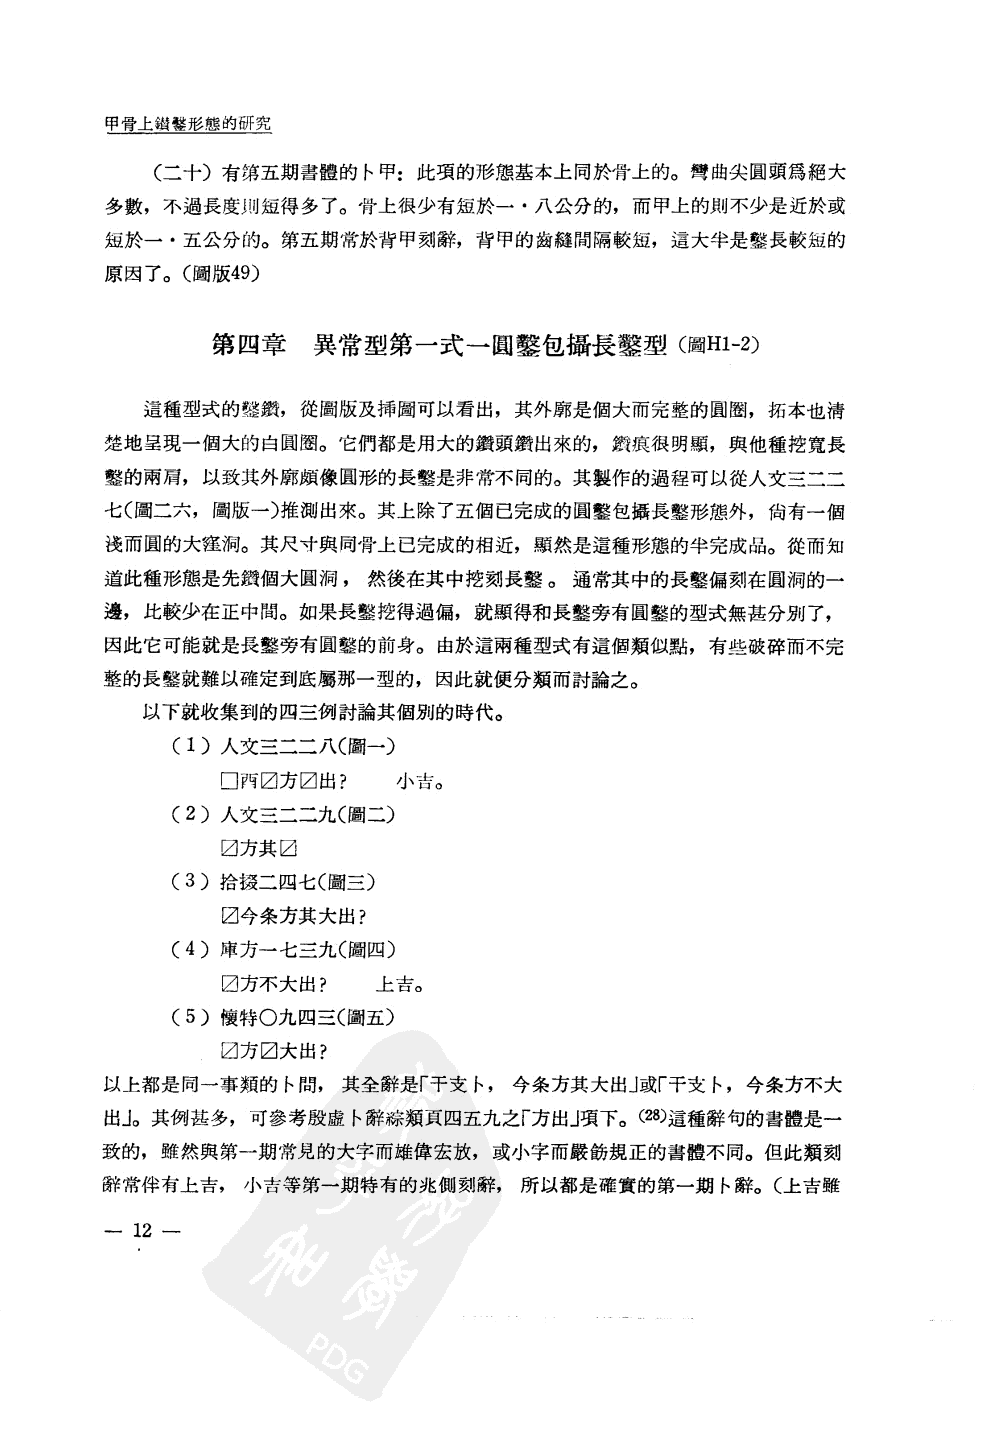 甲骨上鑽鑿形態的研究
(二十)有第五期書體的卜甲：此項的形態基本上同於骨上的。彎曲尖圓頭爲絕大
多數，不過長度則短得多了。骨上很少有短於一・八公分的，而甲上的則不少是近於或
短於一・五公分的。第五期常於背甲刻辭，背甲的齒縫間隔較短，這大半是鑿長較短的
原因了。(圖版49)
第四章　異常型第一式—圓鑿包攝長鑿型(圖H1-2)
這種型式的鑿鑽，從圖版及揷圖可以看出，其外廓是個大而完整的圓圈，拓本也清
楚地呈現一個大的白圓圈。它們都是用大的鑽頭鑽出來的，鑽痕很明顯，與他種挖寬長
鑿的兩肩，以致其外廓頗像圓形的長鑿是非常不同的。其製作的過程可以從人文三二二
七(圖二六，圖版一)推測出來。其上除了五個已完成的圓鑿包攝長鑿形態外，尙有一個
淺而圓的大窪洞。其尺寸與同骨上已完成的相近，顯然是這種形態的半完成品。從而知
道此種形態是先鑽個大圓洞，然後在其中挖刻長鑿。通常其中的長鑿偏刻在圓洞的一
邊，比較少在正中間。如果長鑿挖得過偏，就顯得和長鑿旁有圓鑿的型式無甚分別了，
因此它可能就是長鑿旁有圓鑿的前身。由於這兩種型式有這個類似點，有些破碎而不完
整的長鑿就難以確定到底屬那一型的，因此就便分類而討論之。
以下就收集到的四三例討論其個別的時代。
(1)人文三二二八(圖一)
□酉☑方☑出?　小吉。
(2)人文三二二九(圖二)
☑方其☑
(3)拾掇二四七(圖三)
☑今条方其大出?
(4)庫方一七三九(圖四)
☑方不大出?　上吉。
(5)懷特〇九四三(圖五)
☑方☑大出?
以上都是同一事類的卜問，其全辭是「干支卜，今条方其大出」或「干支卜，今条方不大
出」。其例甚多，可參考殷虛卜辭綜類頁四五九之「方出」項下。(28)這種辭句的書體是一
致的，雖然與第一期常見的大字而雄偉宏放，或小字而嚴飭規正的書體不同。但此類刻
辭常伴有上吉，小吉等第一期特有的兆側刻辭，所以都是確實的第一期卜辭。(上吉雖
— 12 —
PDG